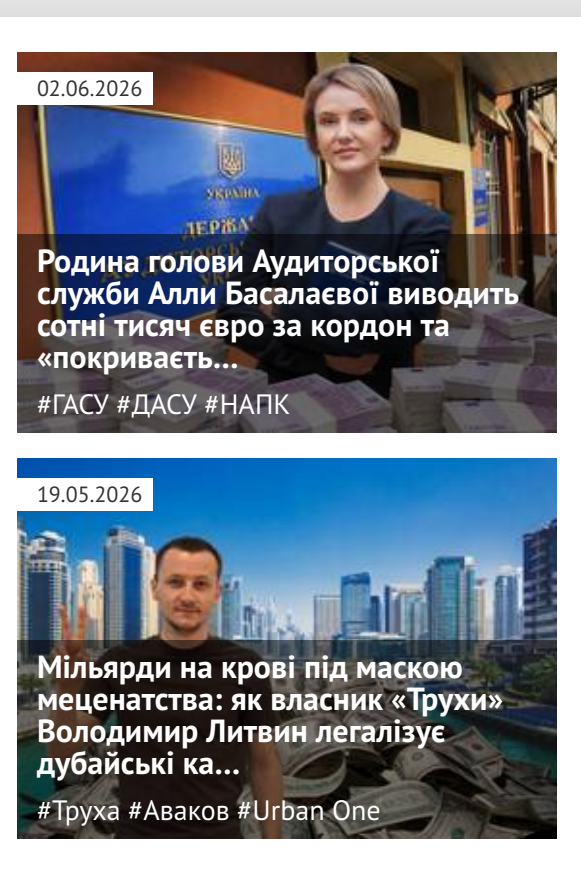 02.06.2026
УКРАЇНА
ДЕРЖА
Родина голови Аудиторської
служби Алли Басалаєвої виводить
сотні тисяч євро за кордон та
«покриваєть...
#ГАСУ #ДАСУ #НАПК
19.05.2026
Мільярди на крові під маскою
меценатства: як власник «Трухи»
Володимир Литвин легалізує
дубайські ка...
#Труха #Аваков #Urban One